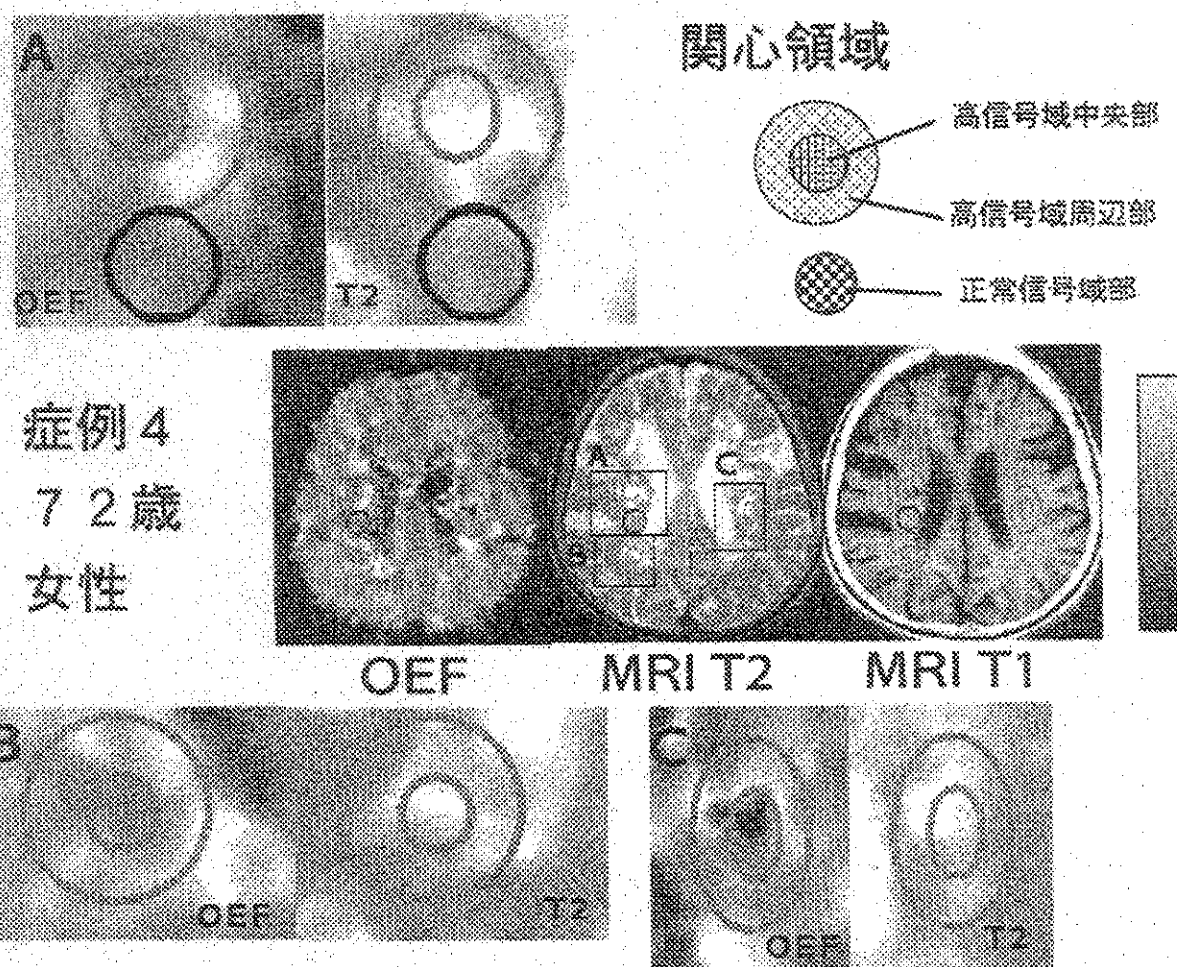 A
関心領域
高信号域中央部
高信号域周辺部
正常信号域部
OEF
T2
症例4
72歳
女性
A
C
B
OEF
MRI T2
MRI T1
B
OEF
T2
C
OEF
T2